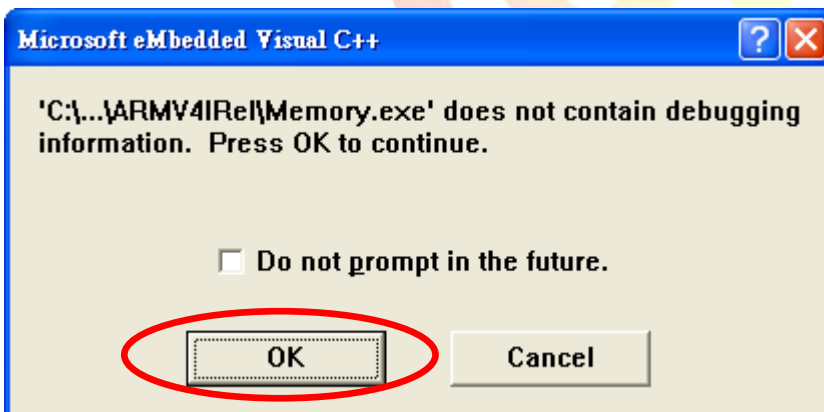 Microsoft eMbedded Visual C++
'C:\...\ARMV4IRel\Memory.exe' does not contain debugging
information.  Press OK to continue.
Do not prompt in the future.
OK
Cancel